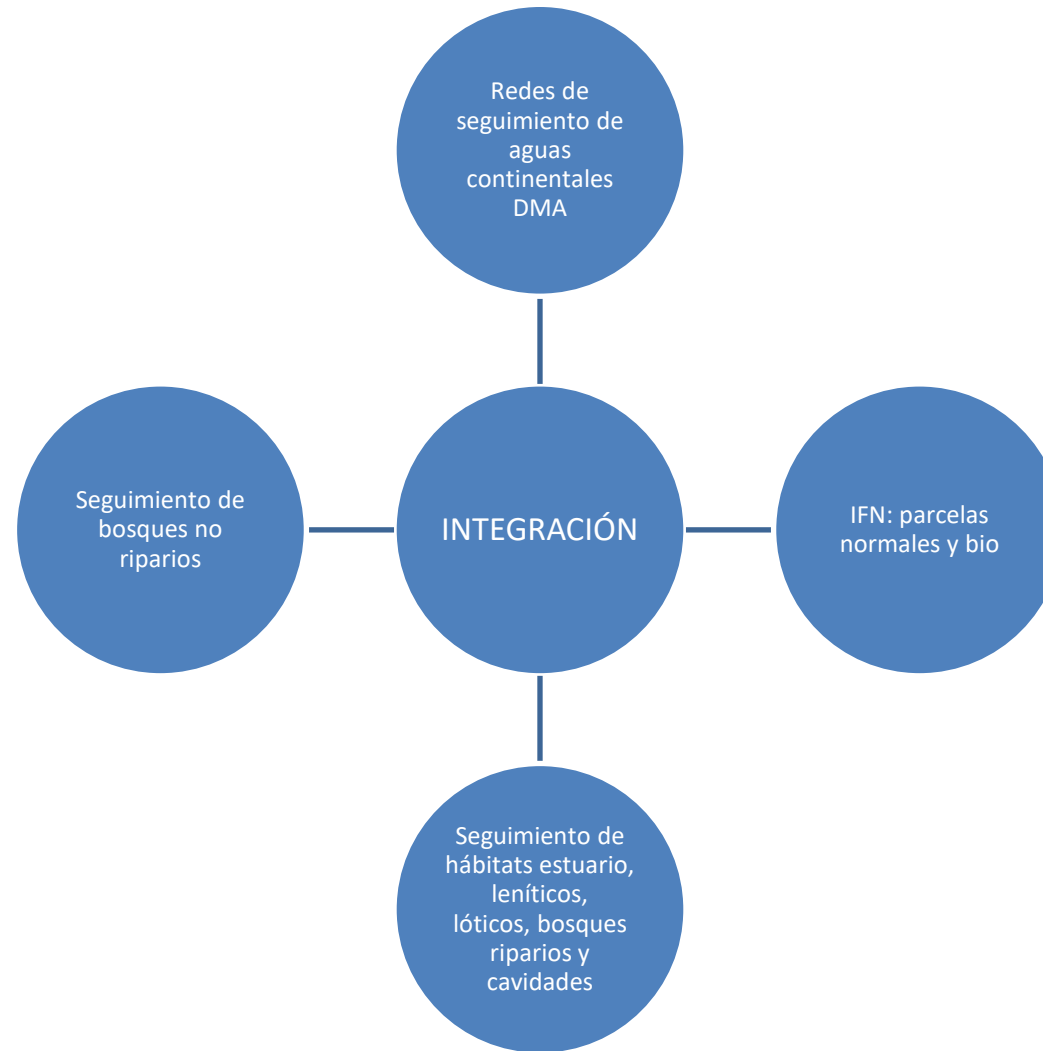 Redes de
seguimiento de
aguas
continentales
DMA
Seguimiento de
bosques no
riparios
INTEGRACIÓN
IFN: parcelas
normales y bio
Seguimiento de
hábitats estuario,
leníticos,
lóticos, bosques
riparios y
cavidades